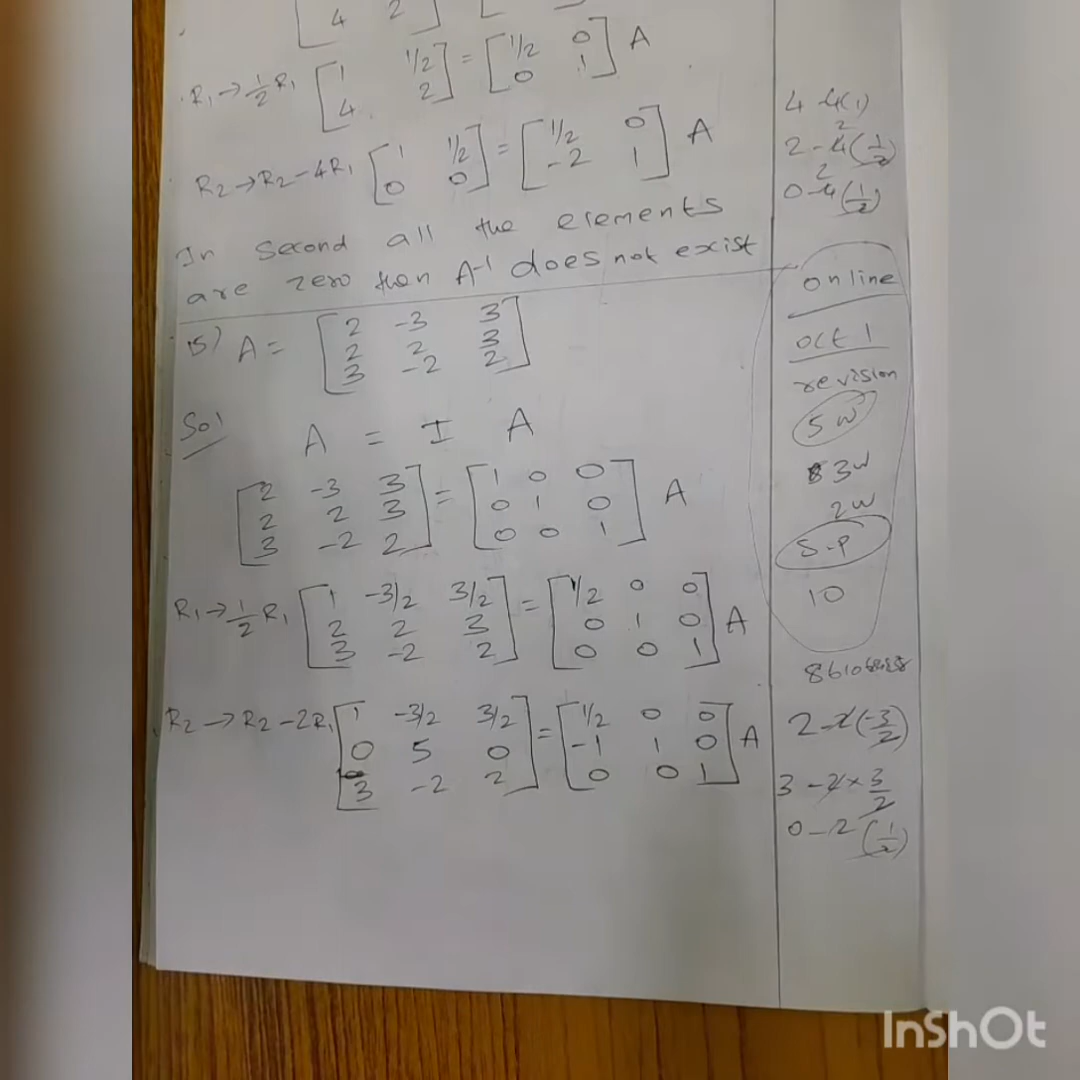 4 2
R₁→½R₁ [1 1/2] = [1/2 0] A
[4 2] [0 1]
R₂→R₂-4R₁ [1 1/2] = [1/2 0] A
[0 0] [-2 1]
In second all the elements
are zero then A⁻¹ does not exist
15) A = [2 -3 3]
[2 2 3]
[3 -2 2]
Sol
A = I A
[2 -3 3] = [1 0 0] A
[2 2 3] [0 1 0]
[3 -2 2] [0 0 1]
R₁→½R₁ [1 -3/2 3/2] = [1/2 0 0] A
[2 2 3] [0 1 0]
[3 -2 2] [0 0 1]
R₂→R₂-2R₁ [1 -3/2 3/2] = [1/2 0 0] A
[0 5 0] [-1 1 0]
[3 -2 2] [0 0 1]
4-4(1)
2-4(1/2)
0-4(1/2)
online
oct 1
revision
5 W
3W
2W
S.P
10
2-2(-3/2)
3-2×3/2
0-2(1/2)
InShOt